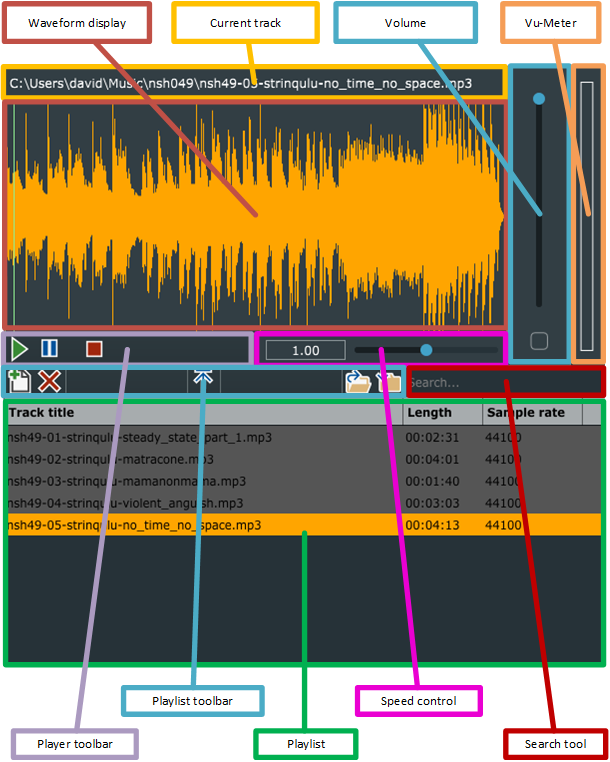 Waveform display
Current track
Volume
Vu-Meter
C:\Users\david\Music\nsh049\nsh49-05-strinqulu-no_time_no_space.mp3
1.00
Search...
Track title Length Sample rate
nsh49-01-strinqulu-steady_state_part_1.mp3 00:02:31 44100
nsh49-02-strinqulu-matracone.mp3 00:04:01 44100
nsh49-03-strinqulu-mamanonmama.mp3 00:01:40 44100
nsh49-04-strinqulu-violent_anguish.mp3 00:03:03 44100
nsh49-05-strinqulu-no_time_no_space.mp3 00:04:13 44100
Playlist toolbar
Speed control
Player toolbar
Playlist
Search tool